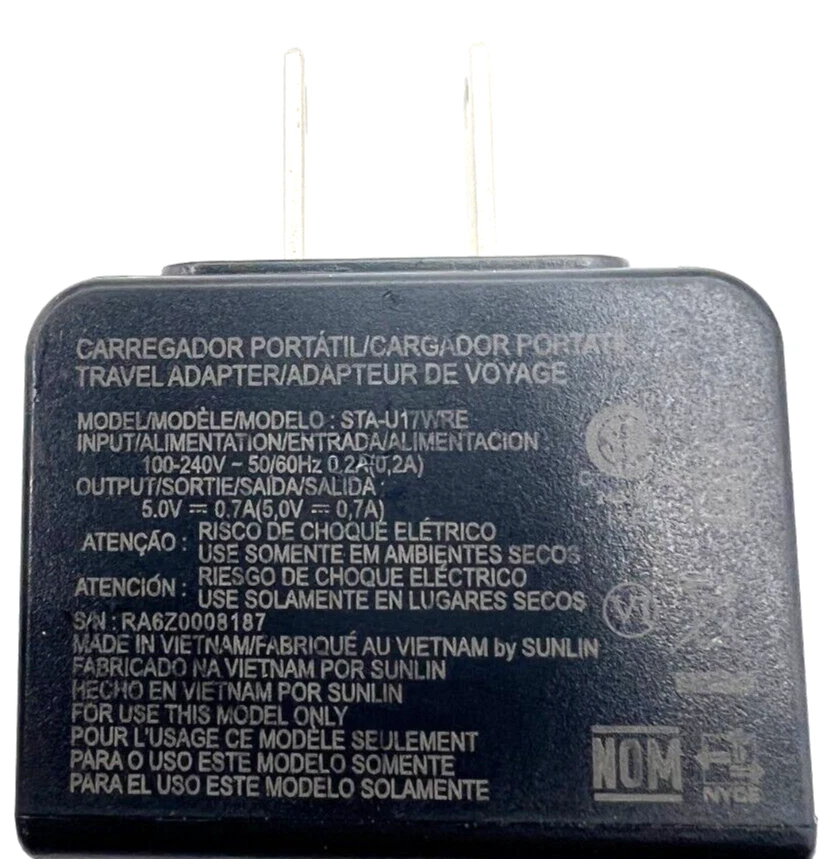 CARREGADOR PORTÁTIL/CARGADOR PORTATI
TRAVEL ADAPTER/ADAPTEUR DE VOYAGE
MODEL/MODÈLE/MODELO : STA-U17WRE
INPUT/ALIMENTATION/ENTRADA/ALIMENTACION
100-240V ~ 50/60Hz 0.2A(0,2A)
OUTPUT/SORTIE/SAIDA/SALIDA :
5.0V ⎓ 0.7A(5,0V ⎓ 0,7A)
ATENÇÃO : RISCO DE CHOQUE ELÉTRICO
USE SOMENTE EM AMBIENTES SECOS
ATENCIÓN : RIESGO DE CHOQUE ELÉCTRICO
USE SOLAMENTE EN LUGARES SECOS
S/N : RA6Z0008187
VI
MADE IN VIETNAM/FABRIQUÉ AU VIETNAM by SUNLIN
FABRICADO NA VIETNAM POR SUNLIN
HECHO EN VIETNAM POR SUNLIN
FOR USE THIS MODEL ONLY
POUR L'USAGE CE MODÈLE SEULEMENT
PARA O USO ESTE MODELO SOMENTE
PARA EL USO ESTE MODELO SOLAMENTE
NOM
NYCE